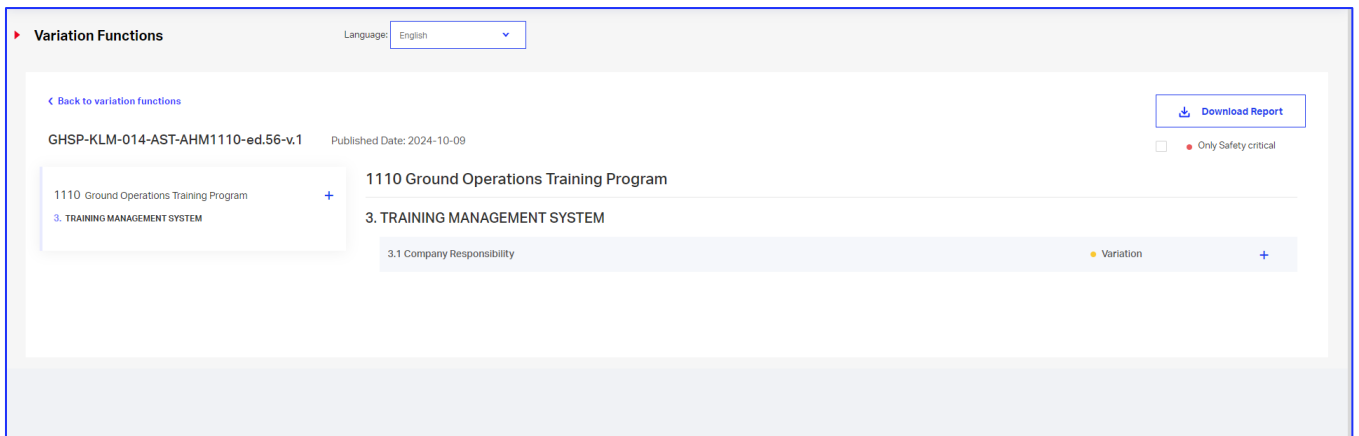 Variation Functions
Language: English
Back to variation functions
Download Report
GHSP-KLM-014-AST-AHM1110-ed.56-v.1 Published Date: 2024-10-09
Only Safety critical
1110 Ground Operations Training Program
3. TRAINING MANAGEMENT SYSTEM
1110 Ground Operations Training Program
3. TRAINING MANAGEMENT SYSTEM
3.1 Company Responsibility Variation